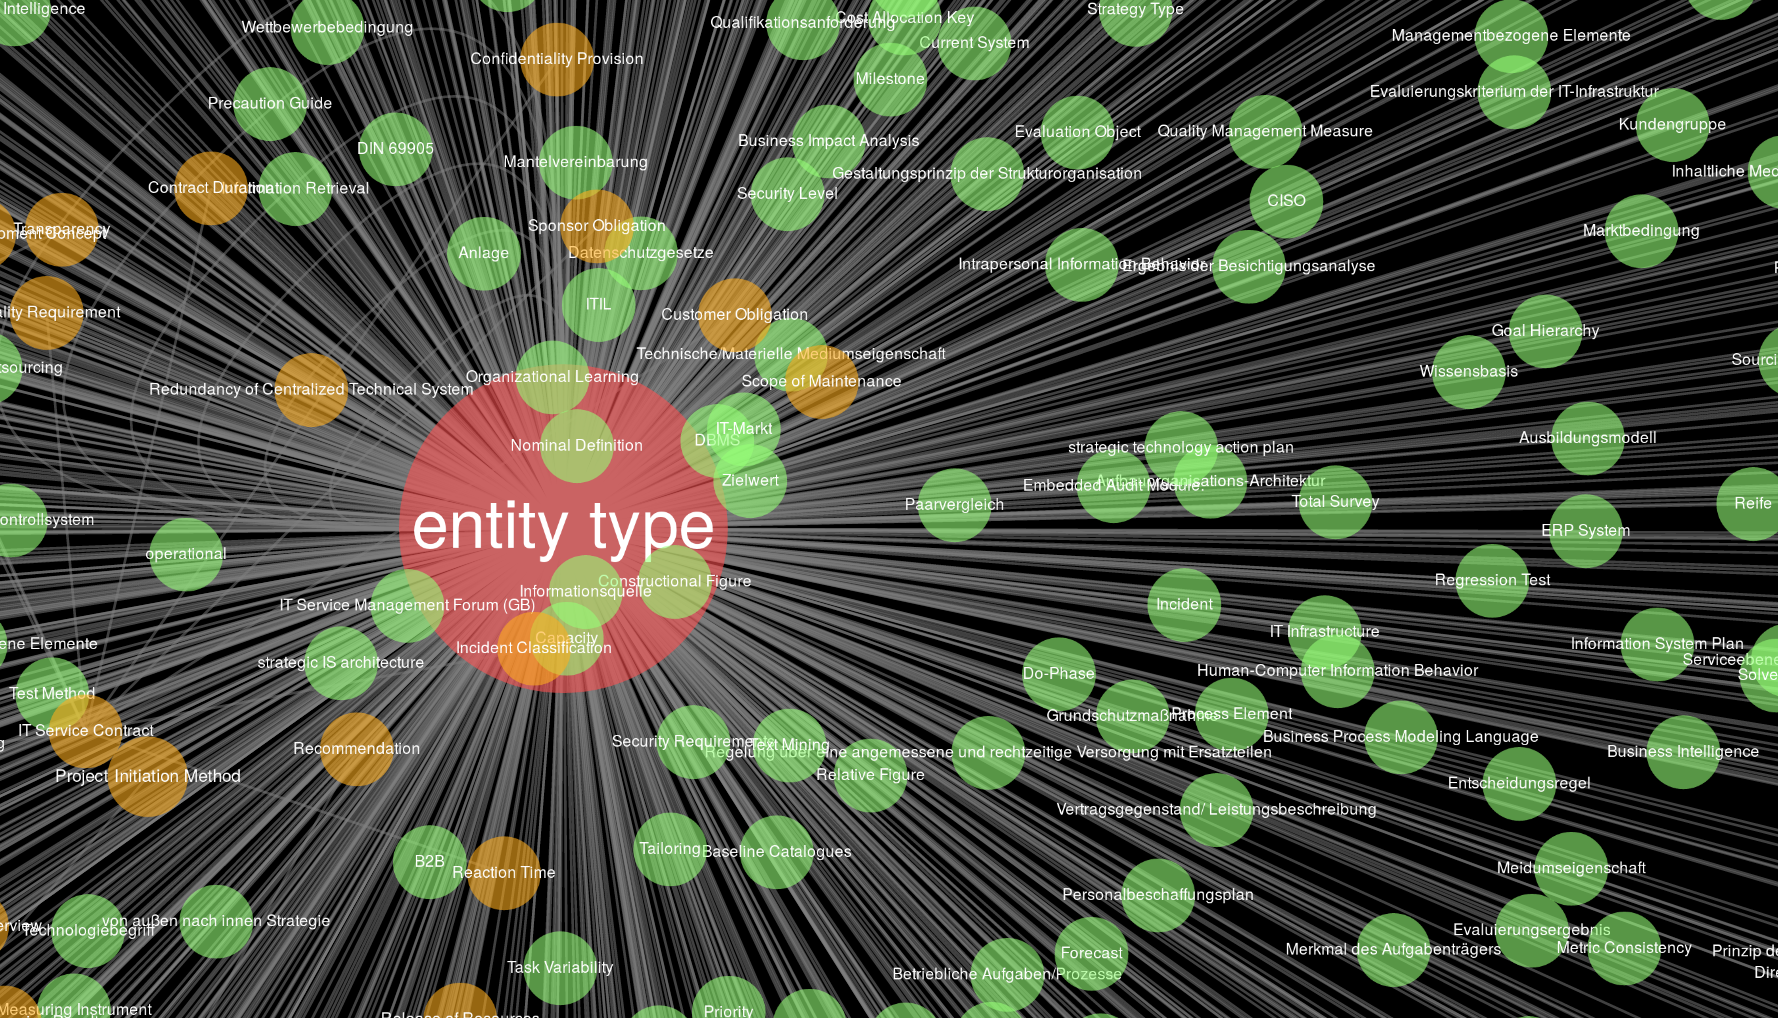 Intelligence
Wettbewerbebedingung
Qualifikationsanforderung
Cost Allocation Key
Strategy Type
Current System
Managementbezogene Elemente
Confidentiality Provision
Milestone
Precaution Guide
Evaluierungskriterium der IT-Infrastruktur
DIN 69905
Business Impact Analysis
Evaluation Object
Quality Management Measure
Kundengruppe
Mantelvereinbarung
Gestaltungsprinzip der Strukturorganisation
Inhaltliche Med
Contract Duration
Information Retrieval
Security Level
CISO
Transparency
oment Concept
Sponsor Obligation
Marktbedingung
Anlage
Datenschutzgesetze
Intrapersonal Information Behavior
Ergebnis der Besichtigungsanalyse
ITIL
ality Requirement
Customer Obligation
Goal Hierarchy
Technische/Materielle Mediumseigenschaft
Sourci
tsourcing
Organizational Learning
Scope of Maintenance
Wissensbasis
Redundancy of Centralized Technical System
IT-Markt
DBMS
Nominal Definition
strategic technology action plan
Ausbildungsmodell
Zielwert
Embedded Audit Module
Aufbauorganisations-Architektur
Paarvergleich
Total Survey
Reife
ontrollsystem
entity type
ERP System
operational
Constructional Figure
Regression Test
Informationsquelle
IT Service Management Forum (GB)
Incident
IT Infrastructure
Capacity
ene Elemente
Incident Classification
Information System Plan
strategic IS architecture
Serviceebene
Human-Computer Information Behavior
Solve
Do-Phase
Test Method
Grundschutzmaßnahme
Process Element
IT Service Contract
Security Requirements
Text Mining
Business Process Modeling Language
Recommendation
Regelung über eine angemessene und rechtzeitige Versorgung mit Ersatzteilen
Business Intelligence
Project Initiation Method
Relative Figure
Entscheidungsregel
Vertragsgegenstand/ Leistungsbeschreibung
Tailoring
Baseline Catalogues
B2B
Reaction Time
Meidumseigenschaft
Personalbeschaffungsplan
erview
Technologiebegriff
von außen nach innen Strategie
Evaluierungsergebnis
Merkmal des Aufgabenträgers
Metric Consistency
Prinzip de
Forecast
Task Variability
Betriebliche Aufgaben/Prozesse
Dire
Measuring Instrument
Priority
Release of Resources